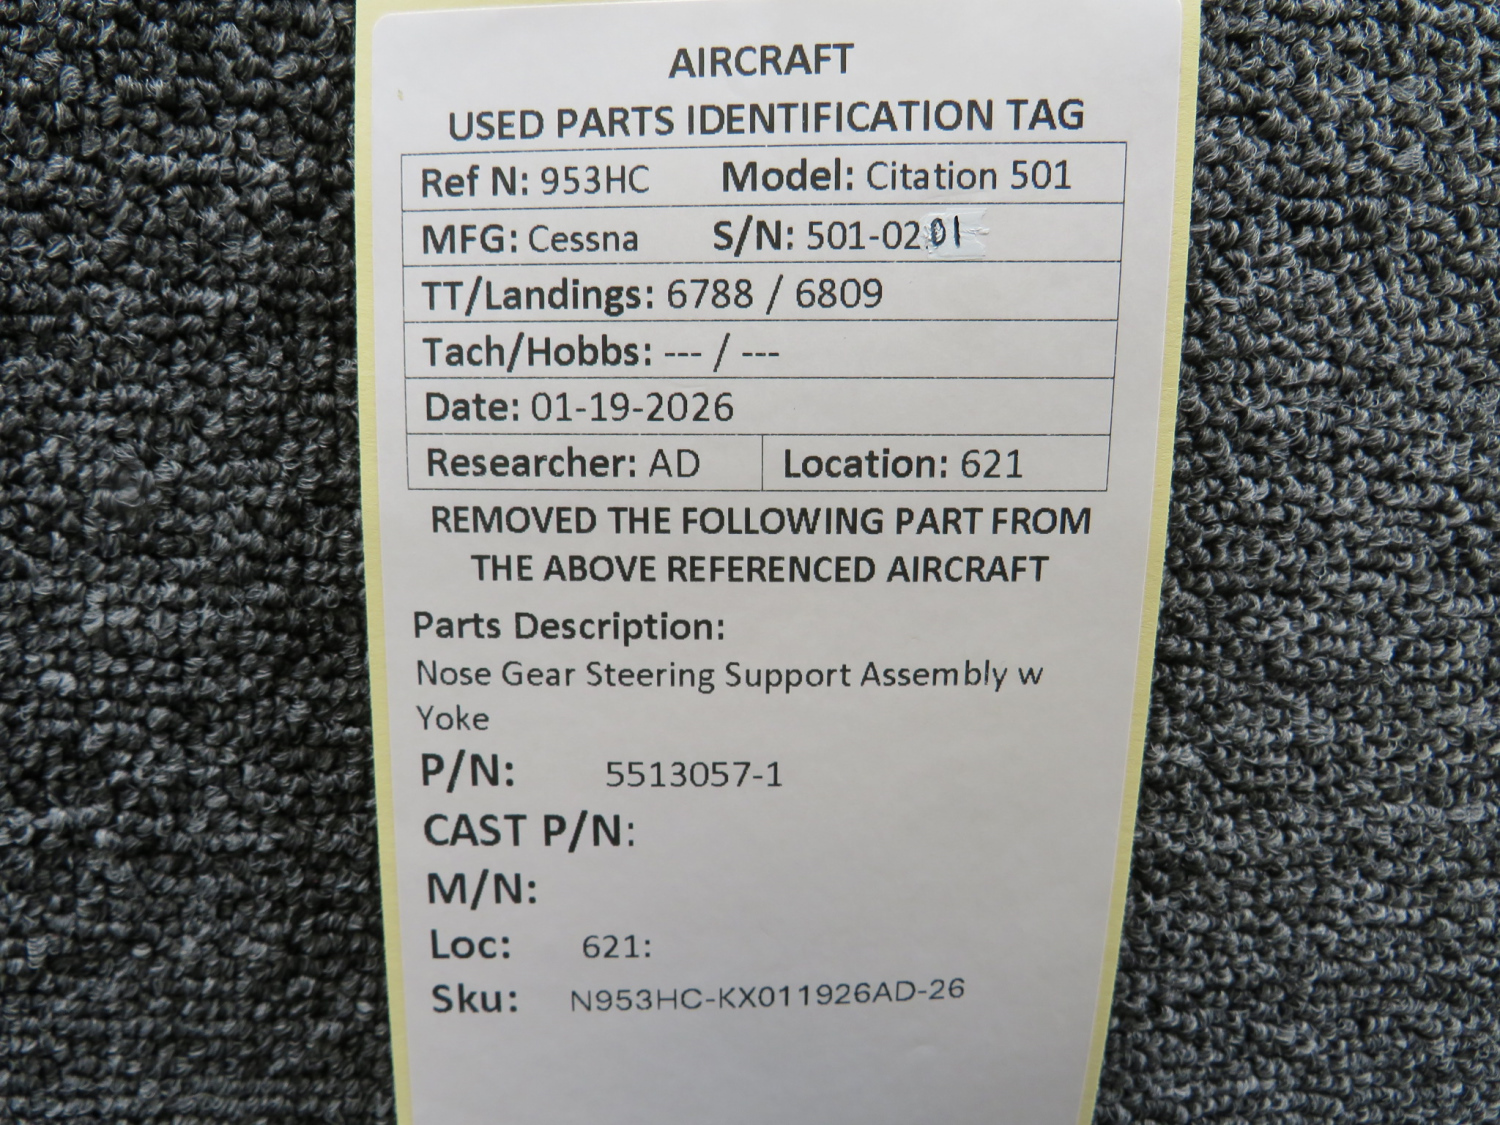 AIRCRAFT
USED PARTS IDENTIFICATION TAG
Ref N: 953HC Model: Citation 501
MFG: Cessna S/N: 501-0201
TT/Landings: 6788 / 6809
Tach/Hobbs: --- / ---
Date: 01-19-2026
Researcher: AD Location: 621
REMOVED THE FOLLOWING PART FROM
THE ABOVE REFERENCED AIRCRAFT
Parts Description:
Nose Gear Steering Support Assembly w
Yoke
P/N: 5513057-1
CAST P/N:
M/N:
Loc: 621:
Sku: N953HC-KX011926AD-26